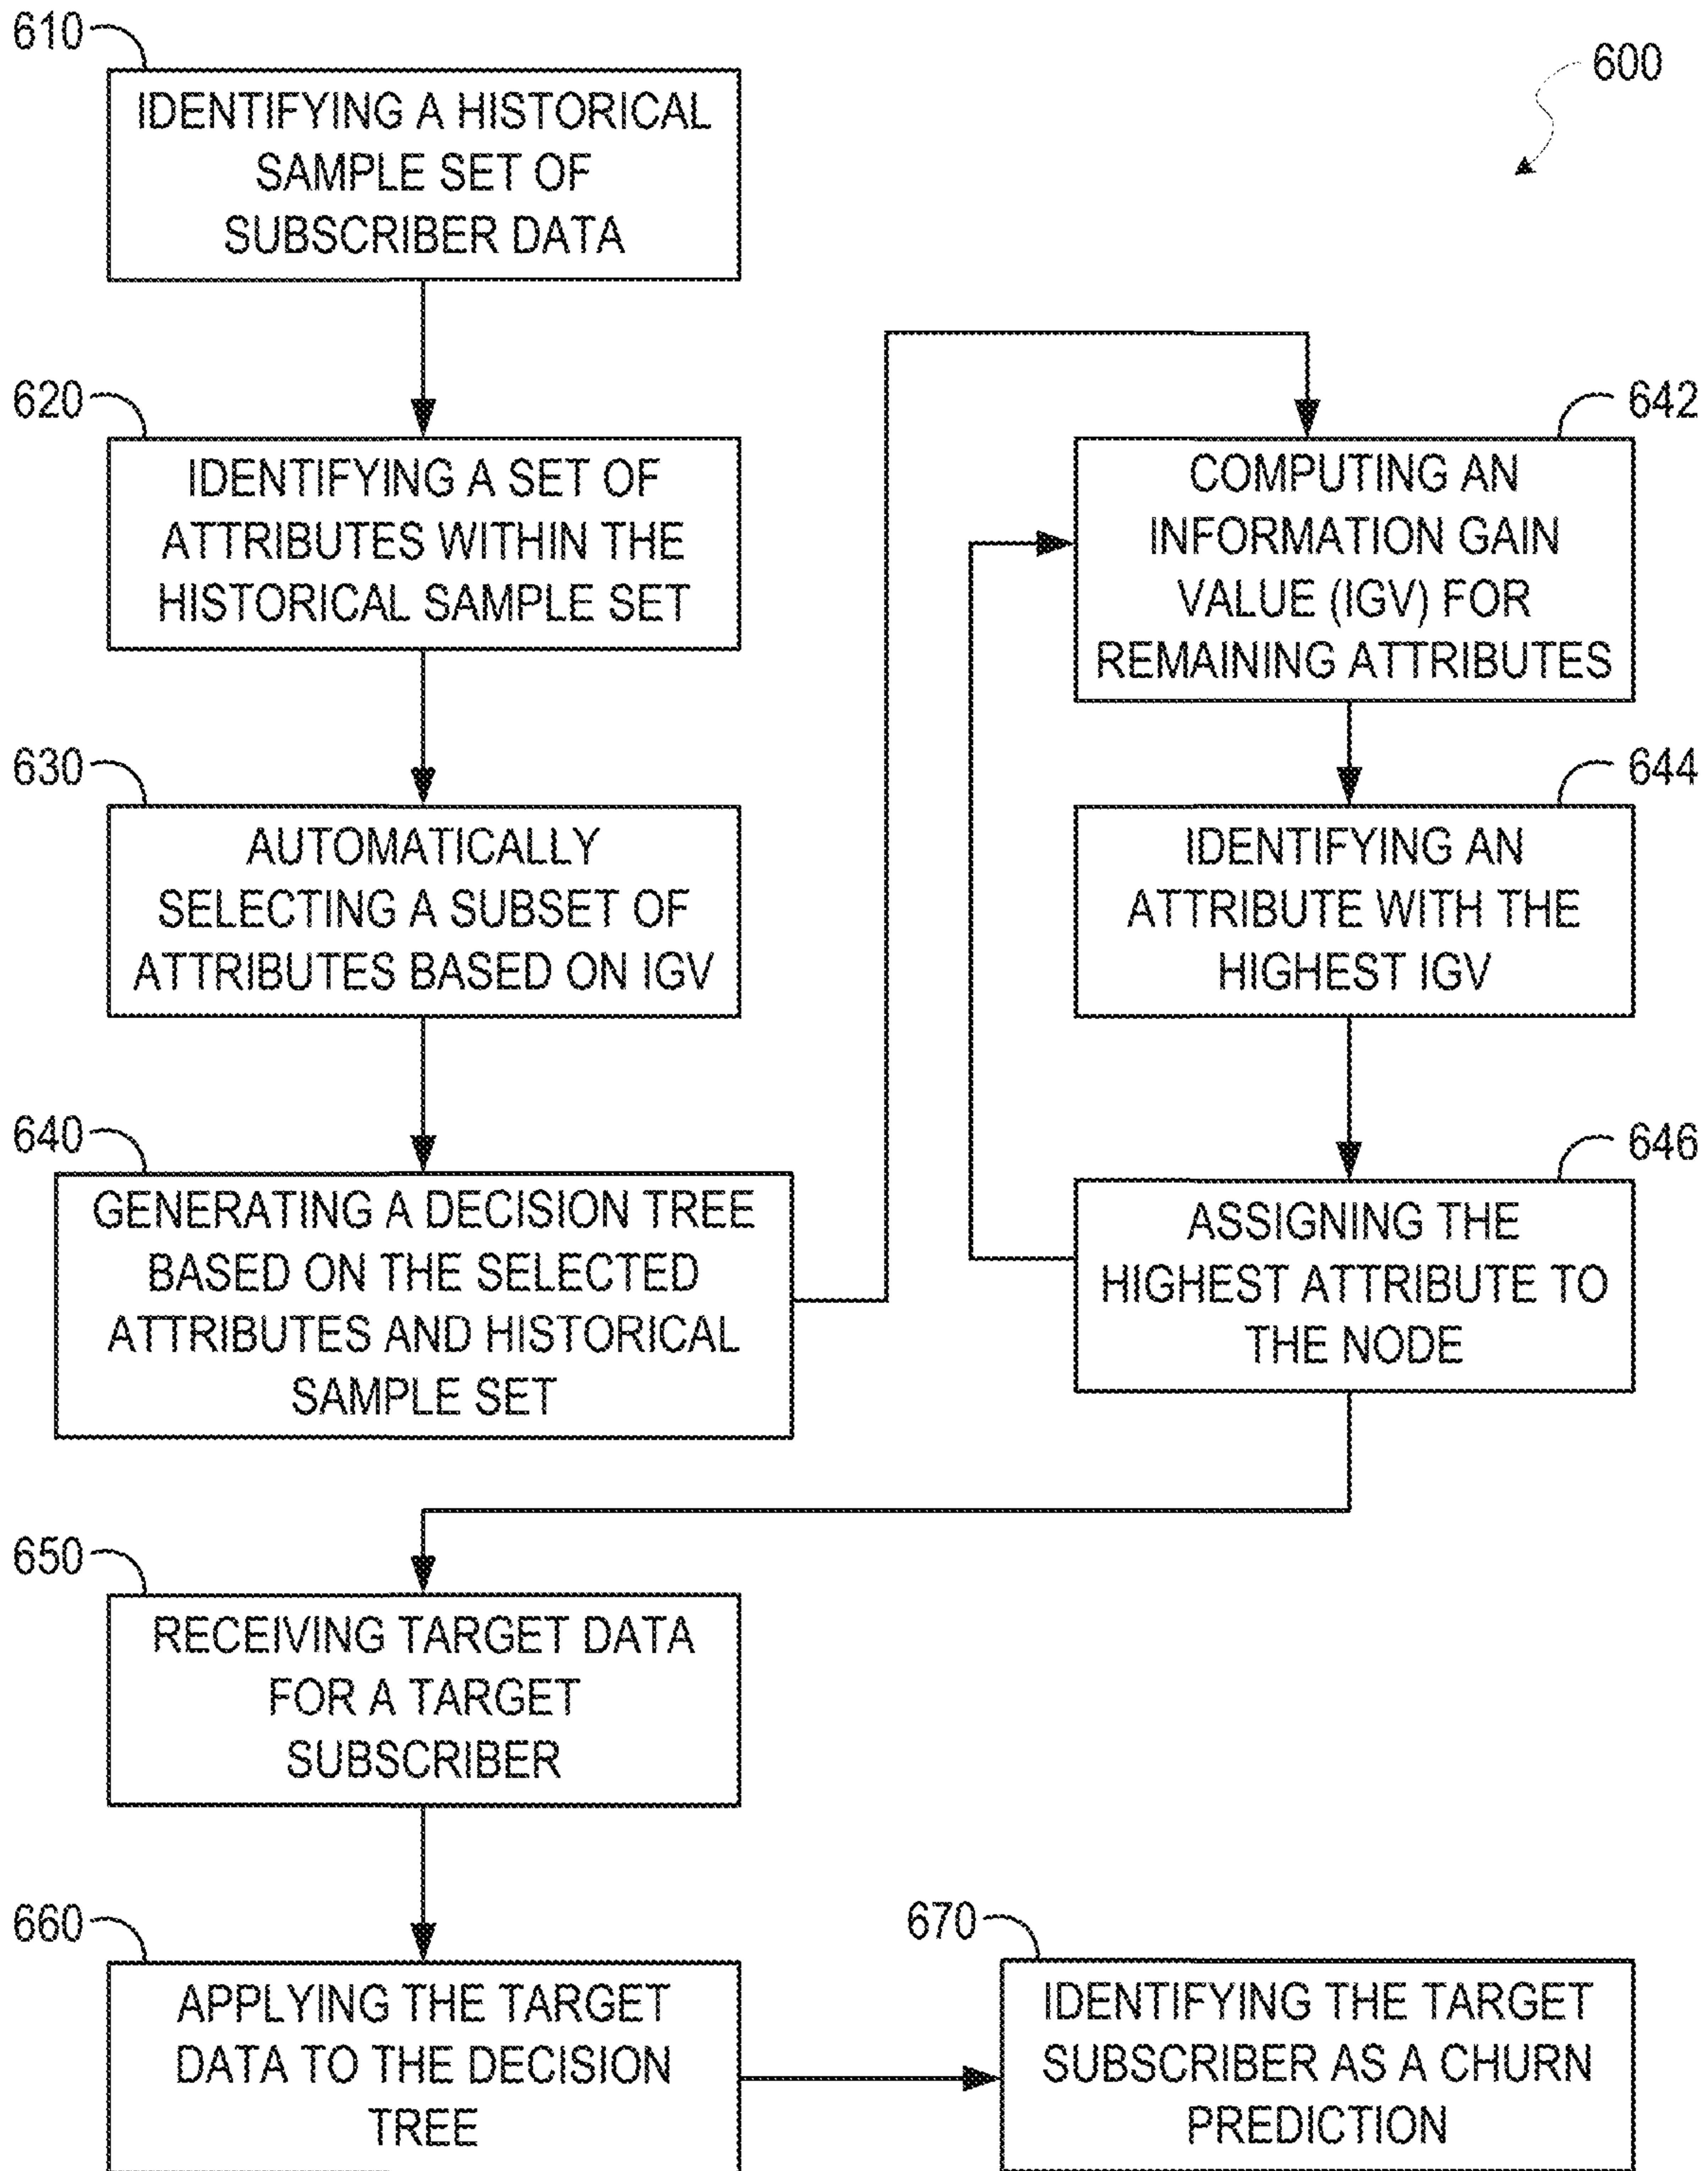 610
600
IDENTIFYING A HISTORICAL
SAMPLE SET OF
SUBSCRIBER DATA
620
IDENTIFYING A SET OF
ATTRIBUTES WITHIN THE
HISTORICAL SAMPLE SET
630
AUTOMATICALLY
SELECTING A SUBSET OF
ATTRIBUTES BASED ON IGV
640
GENERATING A DECISION TREE
BASED ON THE SELECTED
ATTRIBUTES AND HISTORICAL
SAMPLE SET
642
COMPUTING AN
INFORMATION GAIN
VALUE (IGV) FOR
REMAINING ATTRIBUTES
644
IDENTIFYING AN
ATTRIBUTE WITH THE
HIGHEST IGV
646
ASSIGNING THE
HIGHEST ATTRIBUTE TO
THE NODE
650
RECEIVING TARGET DATA
FOR A TARGET
SUBSCRIBER
660
APPLYING THE TARGET
DATA TO THE DECISION
TREE
670
IDENTIFYING THE TARGET
SUBSCRIBER AS A CHURN
PREDICTION